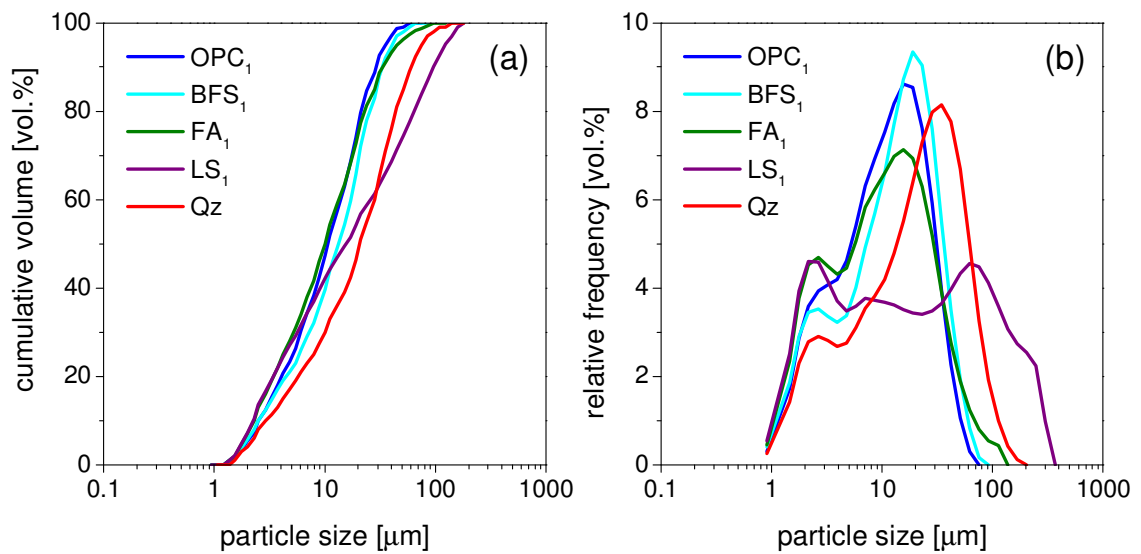 (a)
OPC₁
BFS₁
FA₁
LS₁
Qz
cumulative volume [vol.%]
100
80
60
40
20
0
0.1 1 10 100 1000
particle size [μm]
(b)
OPC₁
BFS₁
FA₁
LS₁
Qz
relative frequency [vol.%]
10
8
6
4
2
0
0.1 1 10 100 1000
particle size [μm]